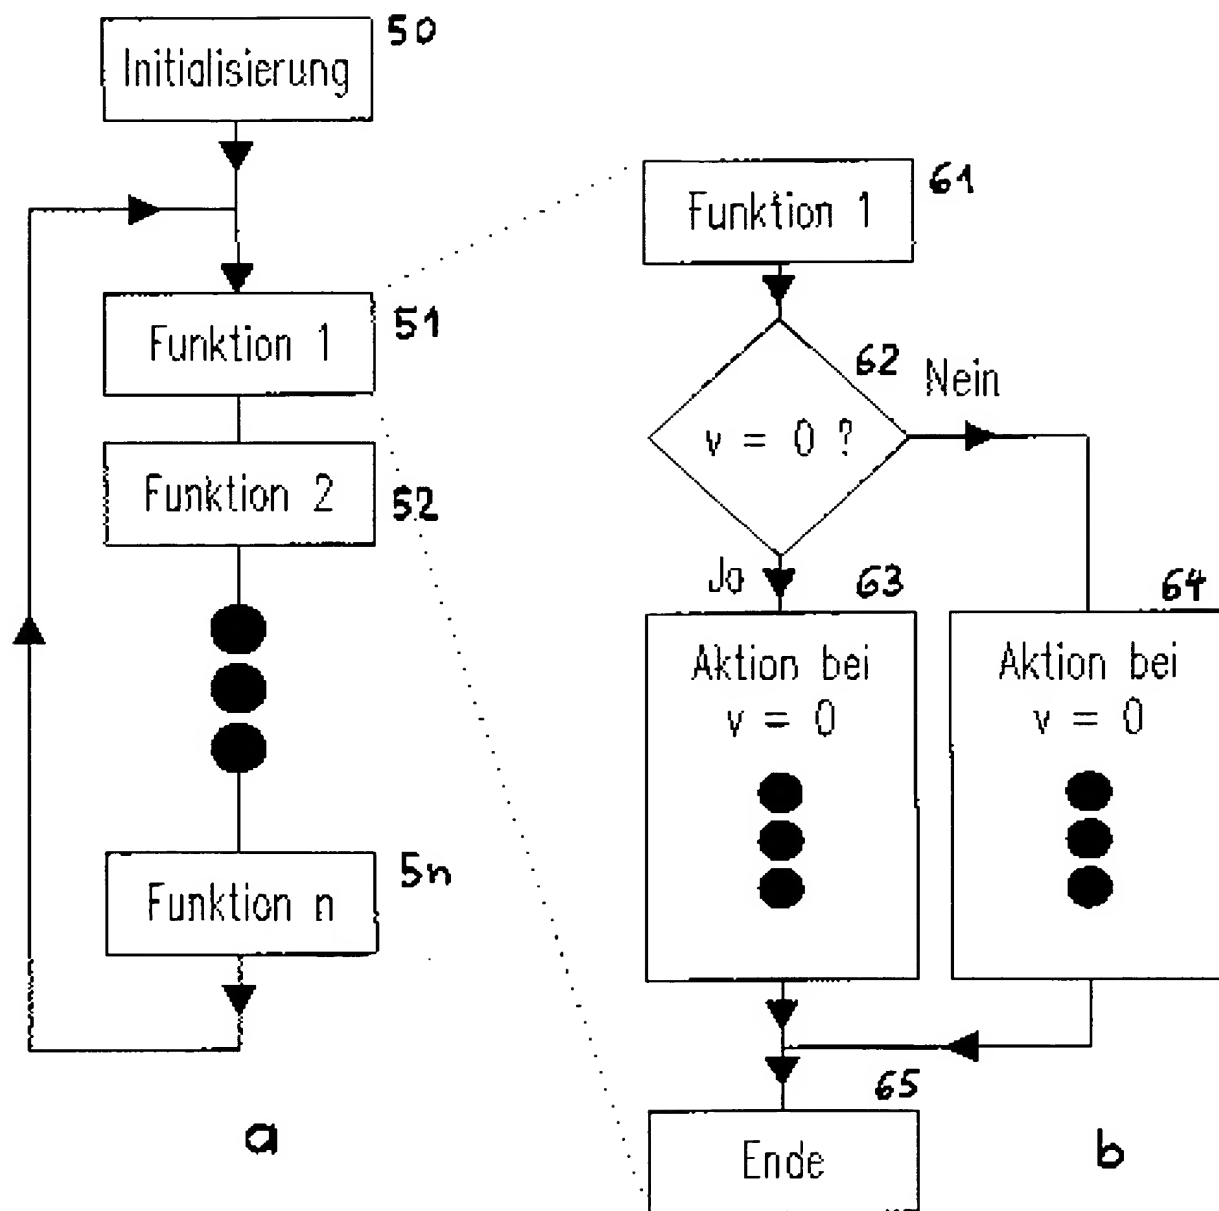 50
Initialisierung
51
Funktion 1
52
Funktion 2
5n
Funktion n
a
61
Funktion 1
62
Nein
v = 0 ?
Ja
63
Aktion bei
v = 0
64
Aktion bei
v = 0
65
Ende
b